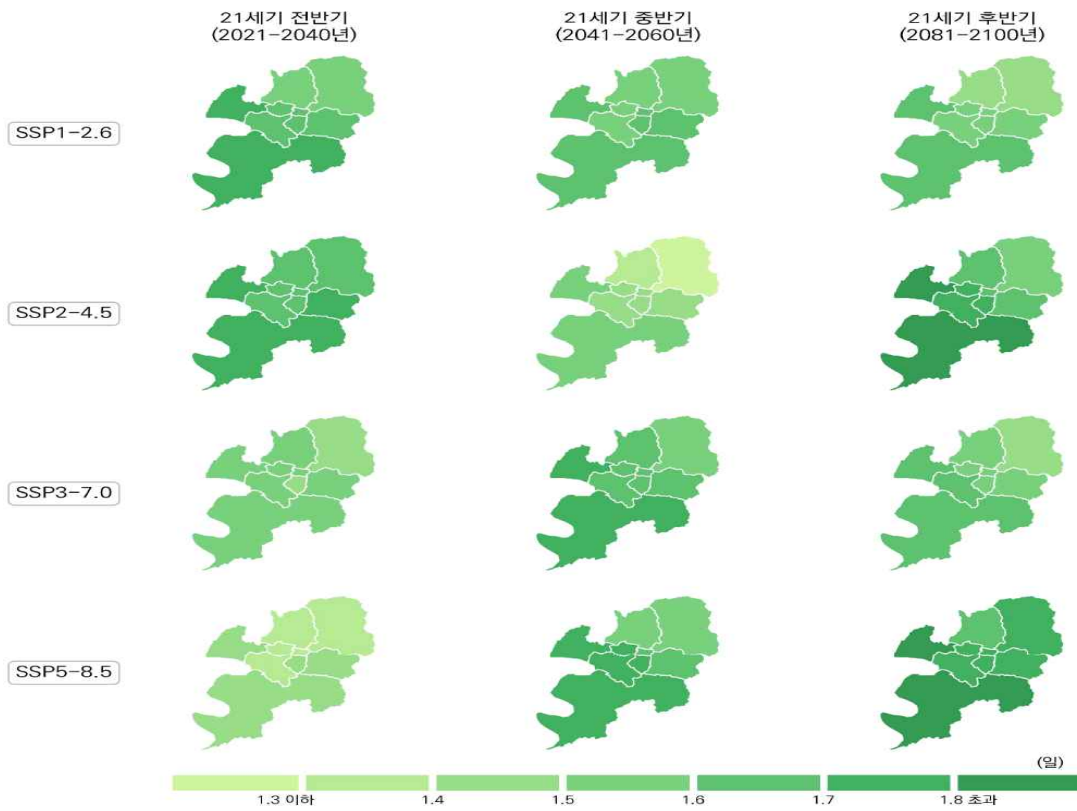 21세기 전반기
(2021-2040년)
21세기 중반기
(2041-2060년)
21세기 후반기
(2081-2100년)
SSP1-2.6
SSP2-4.5
SSP3-7.0
SSP5-8.5
(일)
1.3 이하
1.4
1.5
1.6
1.7
1.8 초과